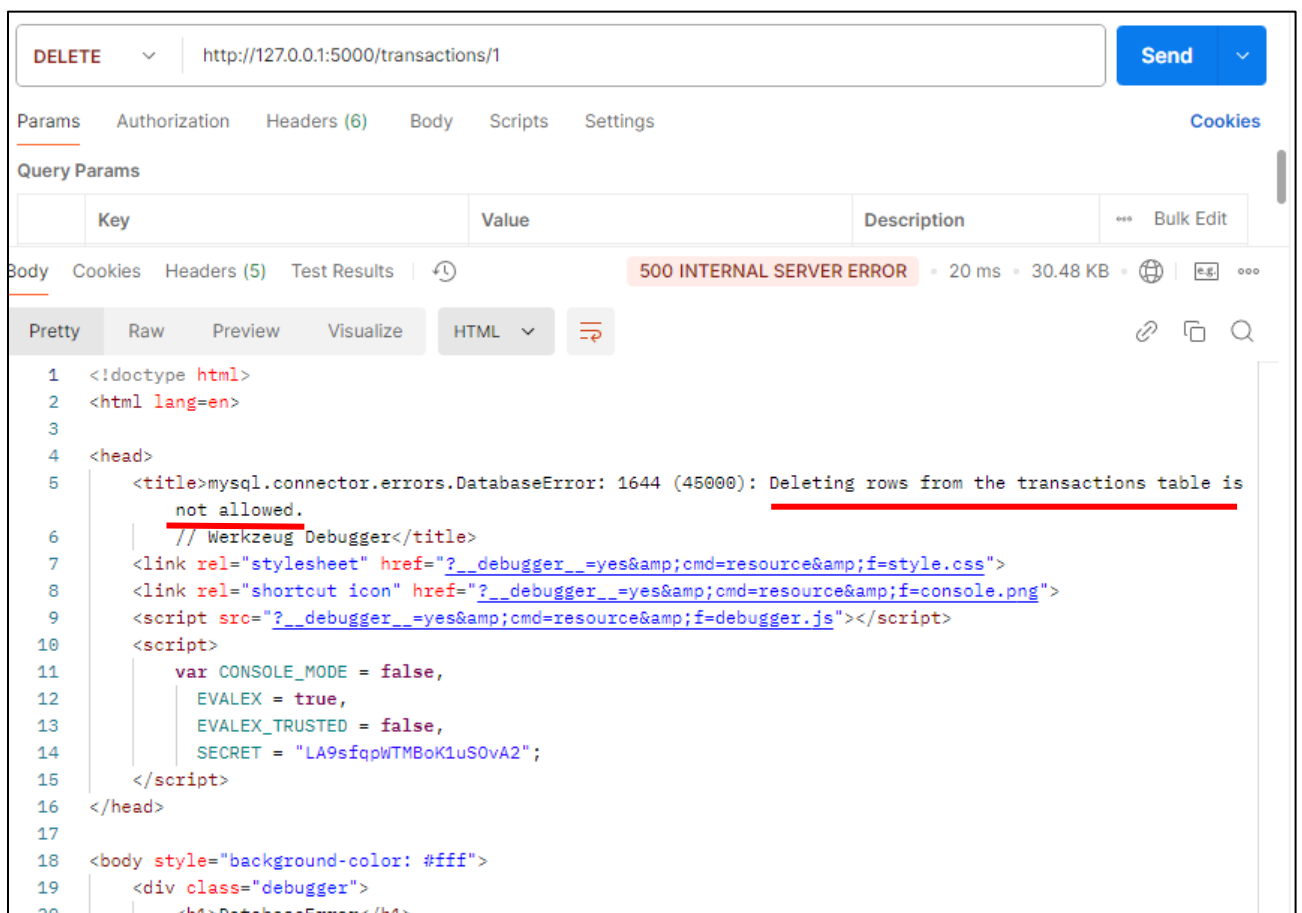 DELETE http://127.0.0.1:5000/transactions/1 Send
Params Authorization Headers (6) Body Scripts Settings Cookies
Query Params
Key Value Description Bulk Edit
Body Cookies Headers (5) Test Results 500 INTERNAL SERVER ERROR 20 ms 30.48 KB e.g.
Pretty Raw Preview Visualize HTML
1 <!doctype html>
2 <html lang=en>
3
4 <head>
5 <title>mysql.connector.errors.DatabaseError: 1644 (45000): Deleting rows from the transactions table is
not allowed.
6 // Werkzeug Debugger</title>
7 <link rel="stylesheet" href="?__debugger__=yes&amp;cmd=resource&amp;f=style.css">
8 <link rel="shortcut icon" href="?__debugger__=yes&amp;cmd=resource&amp;f=console.png">
9 <script src="?__debugger__=yes&amp;cmd=resource&amp;f=debugger.js"></script>
10 <script>
11 var CONSOLE_MODE = false,
12 EVALEX = true,
13 EVALEX_TRUSTED = false,
14 SECRET = "LA9sfqpWTMBoK1uSOvA2";
15 </script>
16 </head>
17
18 <body style="background-color: #fff">
19 <div class="debugger">
20 <h1>DatabaseError</h1>